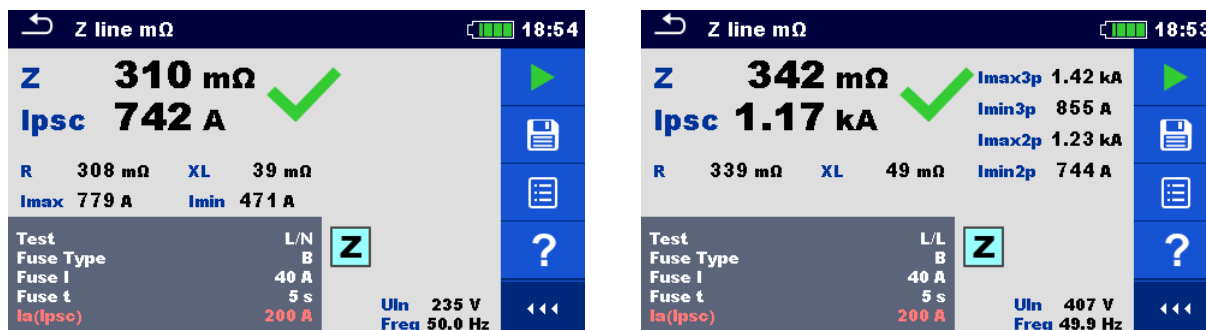 Z line mΩ 18:54
Z 310 mΩ
Ipsc 742 A
R 308 mΩ XL 39 mΩ
Imax 779 A Imin 471 A
Test L/N
Fuse Type B
Fuse I 40 A
Fuse t 5 s
Ia(Ipsc) 200 A
Z
Uln 235 V
Freq 50.0 Hz
?
Z line mΩ 18:53
Z 342 mΩ
Ipsc 1.17 kA
Imax3p 1.42 kA
Imin3p 855 A
Imax2p 1.23 kA
Imin2p 744 A
R 339 mΩ XL 49 mΩ
Test L/L
Fuse Type B
Fuse I 40 A
Fuse t 5 s
Ia(Ipsc) 200 A
Z
Uln 407 V
Freq 49.9 Hz
?